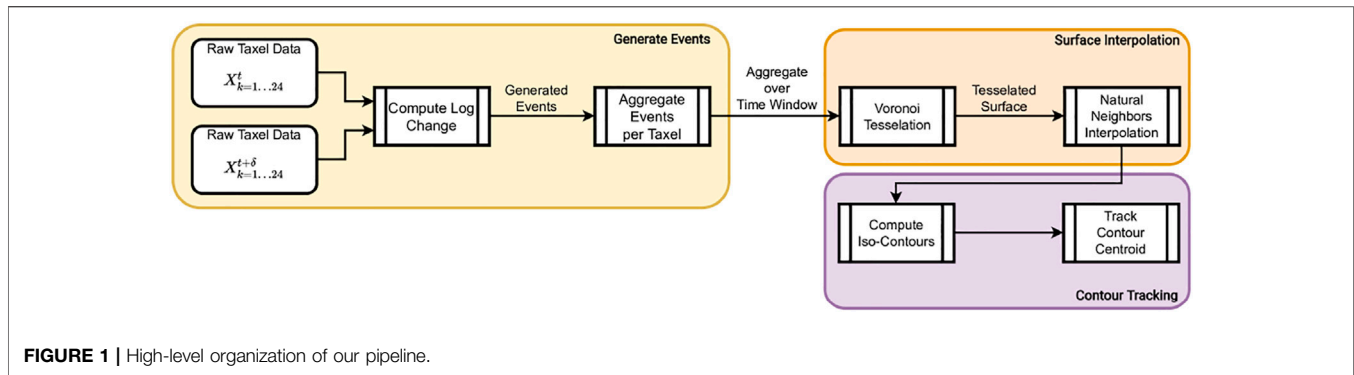 Generate Events
Raw Taxel Data
X^t_{k=1...24}
Raw Taxel Data
X^{t+δ}_{k=1...24}
Compute Log
Change
Generated
Events
Aggregate
Events
per Taxel
Aggregate
over
Time Window
Surface Interpolation
Voronoi
Tesselation
Tesselated
Surface
Natural
Neighbors
Interpolation
Compute
Iso-Contours
Track
Contour
Centroid
Contour Tracking
FIGURE 1 | High-level organization of our pipeline.